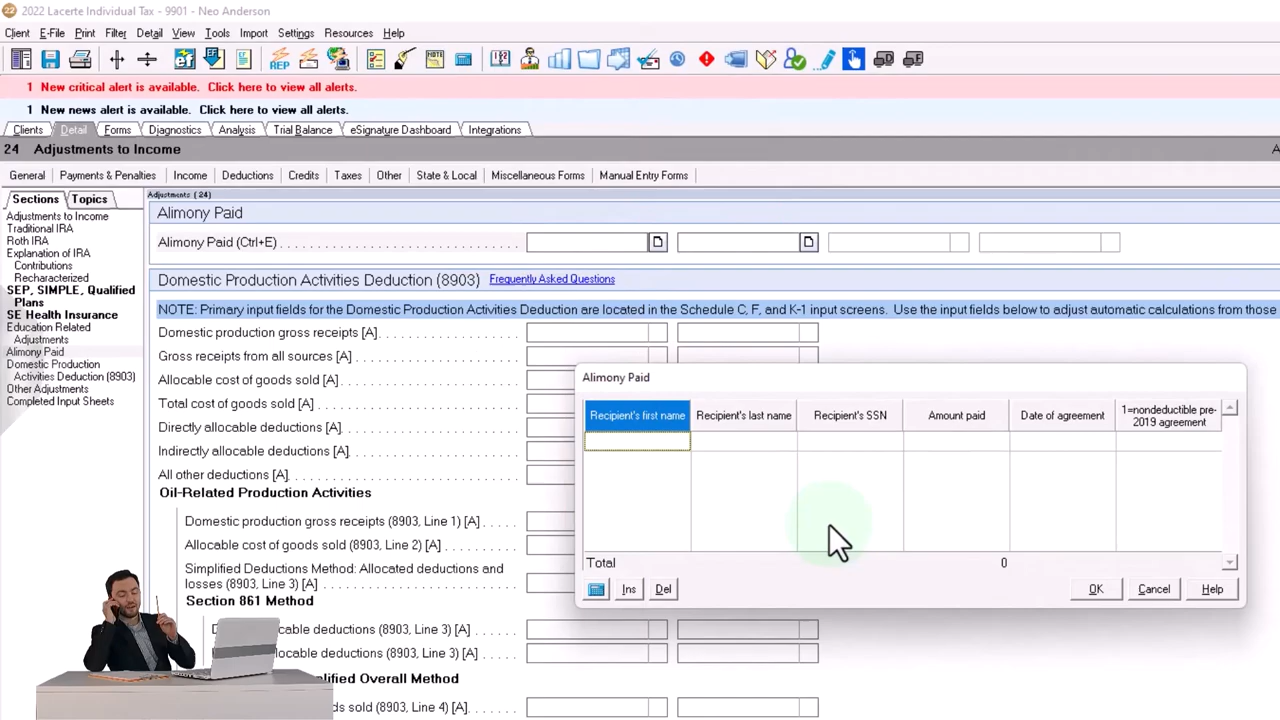 22 2022 Lacerte Individual Tax - 9901 - Neo Anderson
Client E-File Print Filter Detail View Tools Import Settings Resources Help
1 New critical alert is available. Click here to view all alerts.
1 New news alert is available. Click here to view all alerts.
Clients Detail Forms Diagnostics Analysis Trial Balance eSignature Dashboard Integrations
24 Adjustments to Income
General Payments & Penalties Income Deductions Credits Taxes Other State & Local Miscellaneous Forms Manual Entry Forms
Sections Topics
Adjustments to Income
Traditional IRA
Roth IRA
Explanation of IRA
Contributions
Recharacterized
SEP, SIMPLE, Qualified
Plans
SE Health Insurance
Education Related
Adjustments
Alimony Paid
Domestic Production
Activities Deduction (8903)
Other Adjustments
Completed Input Sheets
Adjustments (24)
Alimony Paid
Alimony Paid (Ctrl+E)
Domestic Production Activities Deduction (8903) Frequently Asked Questions
NOTE: Primary input fields for the Domestic Production Activities Deduction are located in the Schedule C, F, and K-1 input screens. Use the input fields below to adjust automatic calculations from those
Domestic production gross receipts [A]
Gross receipts from all sources [A]
Allocable cost of goods sold [A]
Total cost of goods sold [A]
Directly allocable deductions [A]
Indirectly allocable deductions [A]
All other deductions [A]
Oil-Related Production Activities
Domestic production gross receipts (8903, Line 1) [A]
Allocable cost of goods sold (8903, Line 2) [A]
Simplified Deductions Method: Allocated deductions and
losses (8903, Line 3) [A]
Section 861 Method
cable deductions (8903, Line 3) [A]
allocable deductions (8903, Line 3) [A]
plified Overall Method
ods sold (8903, Line 4) [A]
Alimony Paid
Recipient's first name Recipient's last name Recipient's SSN Amount paid Date of agreement 1=nondeductible pre-
2019 agreement
Total 0
Ins Del OK Cancel Help